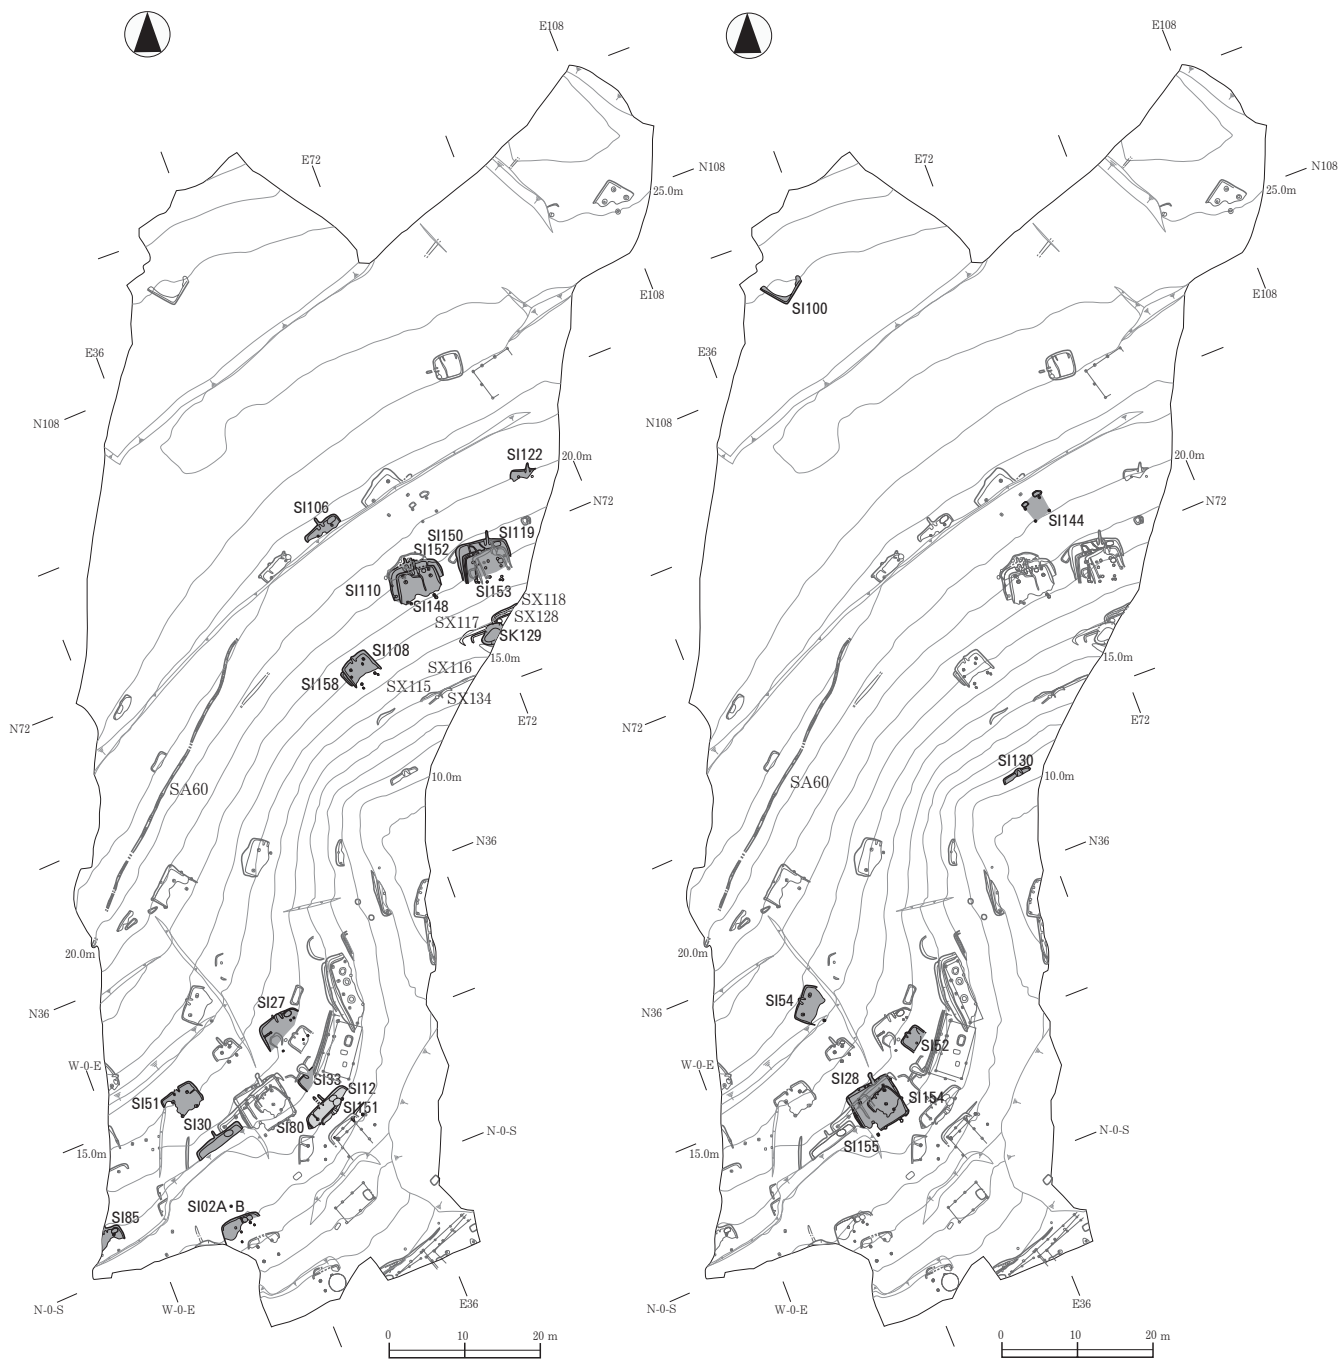 E108
E72
N108
25.0m
E108
E36
N108
SI122
20.0m
N72
SI106
SI150
SI119
SI152
SI110
SI148
SI153
SX118
SX128
SX117
SK129
15.0m
SI108
SX116
SI158
SX115
SX134
E72
N72
10.0m
SA60
N36
20.0m
SI27
N36
W-0-E
SI33
SI12
SI51
SI151
SI30
SI80
N-0-S
15.0m
SI02A・B
SI85
N-0-S
W-0-E
E36
0 10 20 m
E108
E72
N108
25.0m
SI100
E108
E36
N108
20.0m
N72
SI144
15.0m
E72
N72
SI130
10.0m
SA60
N36
20.0m
SI54
N36
SI52
W-0-E
SI28
SI154
N-0-S
SI155
15.0m
N-0-S
W-0-E
E36
0 10 20 m